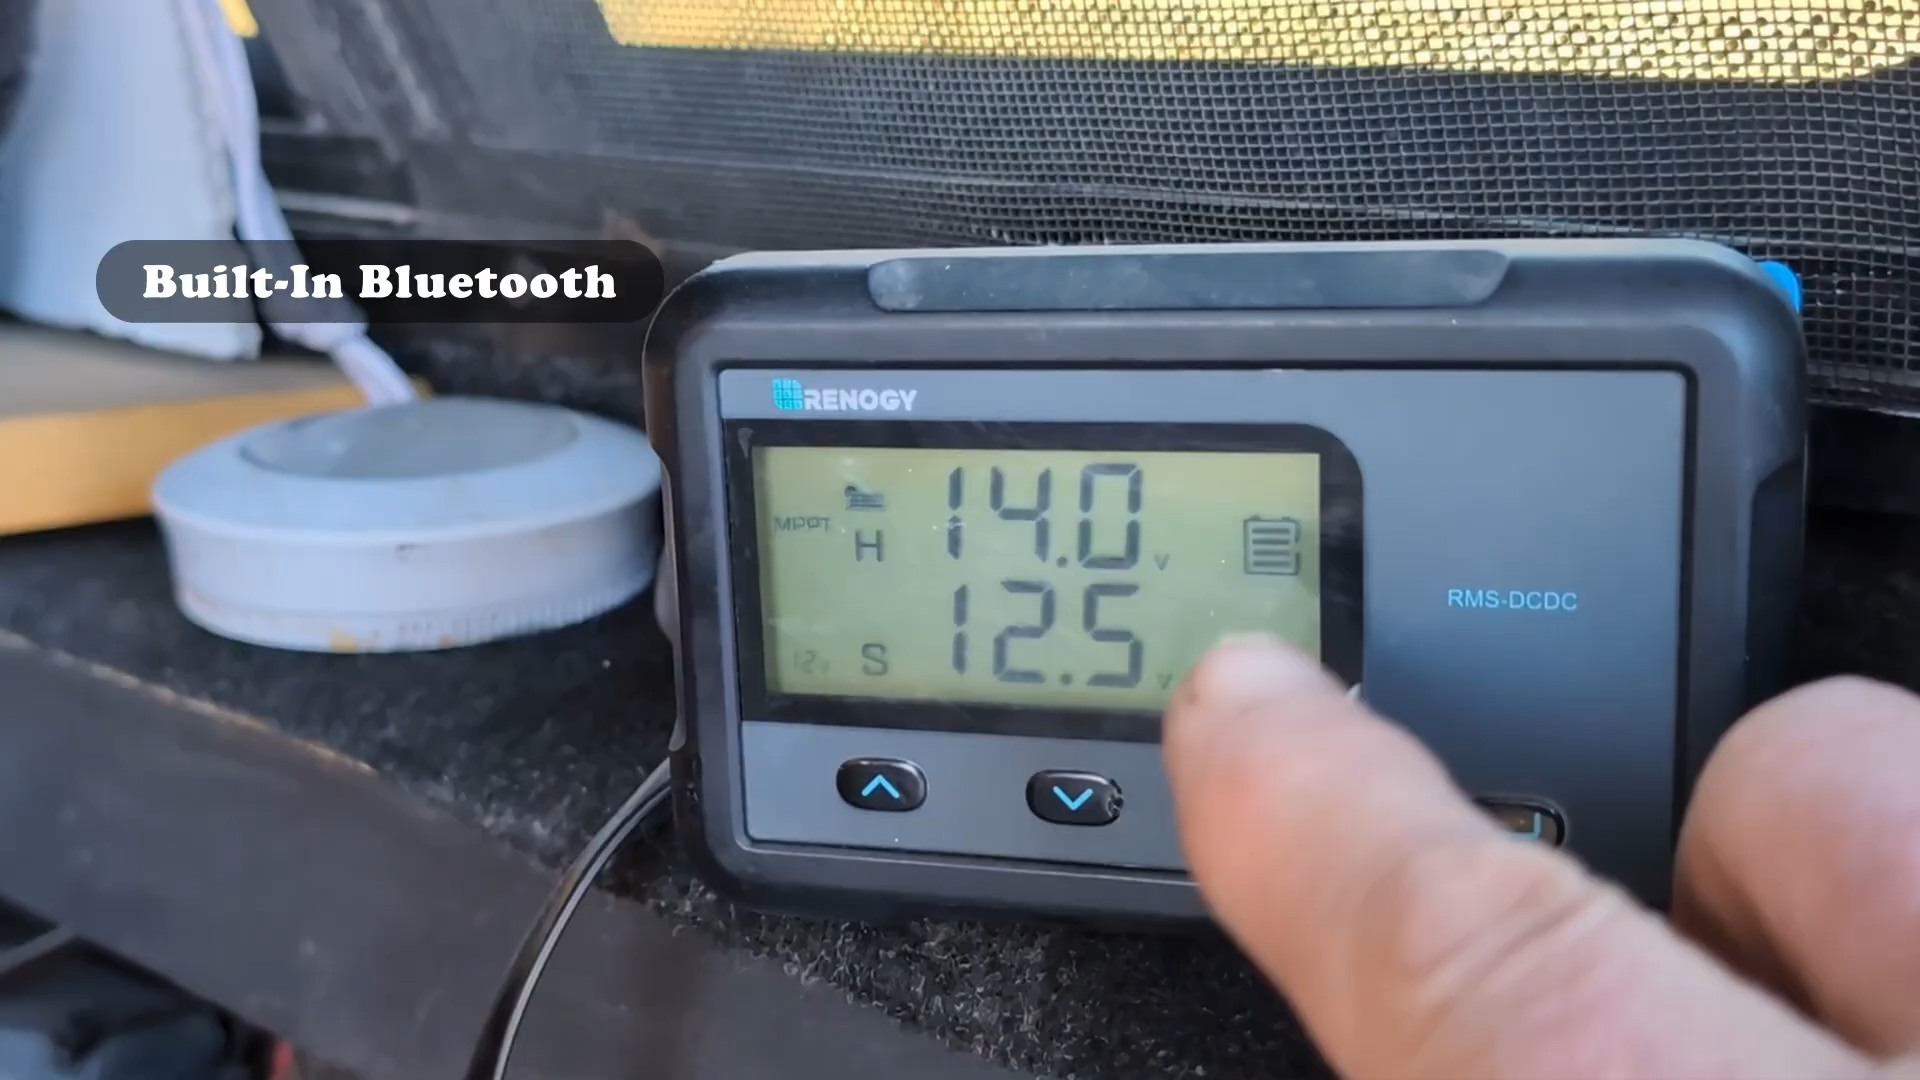 Built-In Bluetooth
RENOGY
MPPT
H 14.0 V
12V S 12.5 V
RMS-DCDC